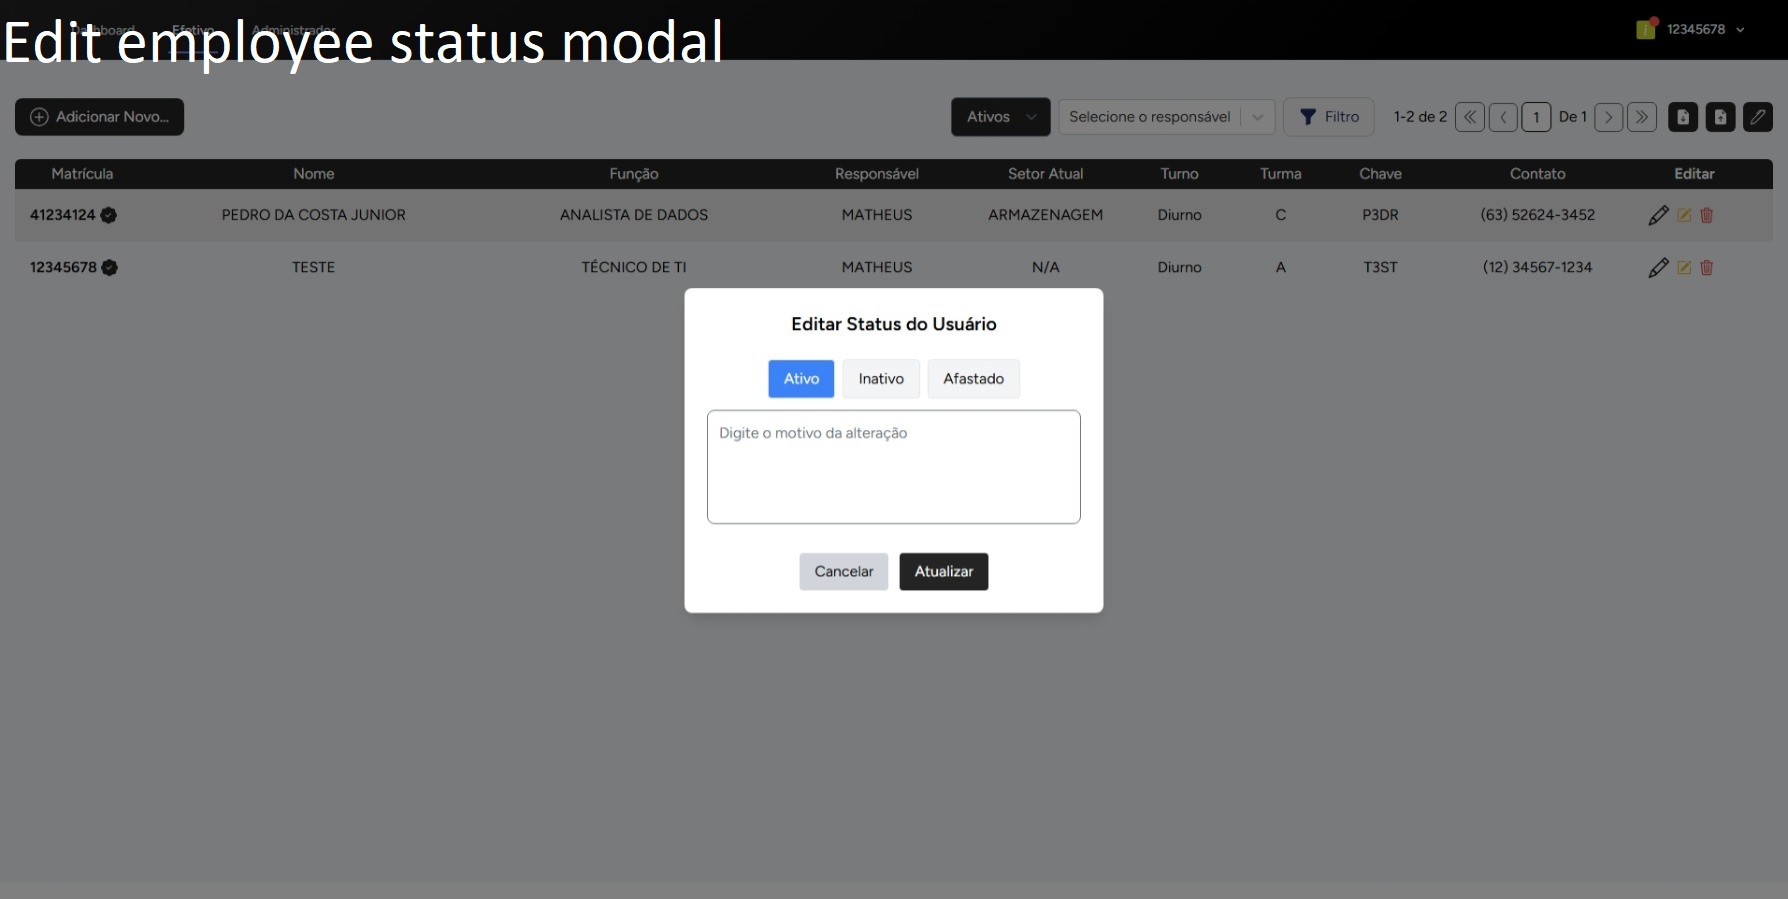 Dashboard Efetivo Administrador
12345678
Edit employee status modal
Adicionar Novo...
Ativos Selecione o responsável Filtro 1-2 de 2 1 De 1
Matrícula Nome Função Responsável Setor Atual Turno Turma Chave Contato Editar
41234124 PEDRO DA COSTA JUNIOR ANALISTA DE DADOS MATHEUS ARMAZENAGEM Diurno C P3DR (63) 52624-3452
12345678 TESTE TÉCNICO DE TI MATHEUS N/A Diurno A T3ST (12) 34567-1234
Editar Status do Usuário
Ativo Inativo Afastado
Digite o motivo da alteração
Cancelar Atualizar